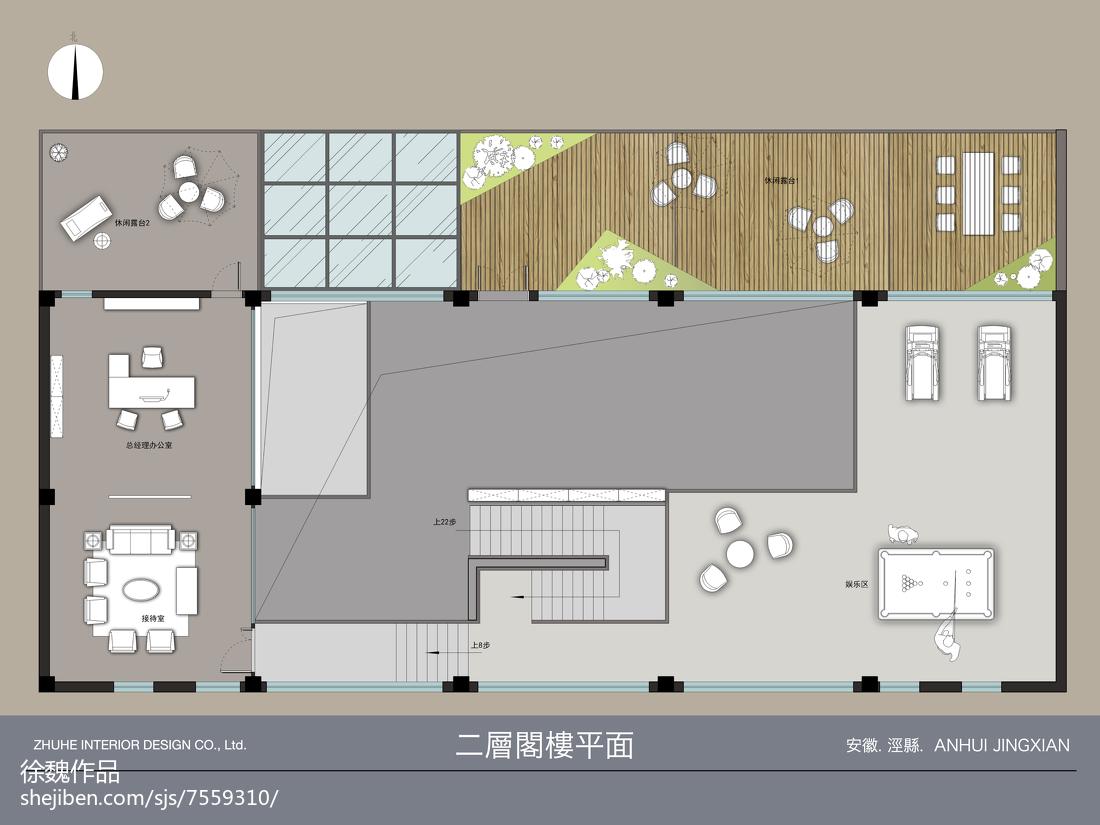 北
休闲露台1
休闲露台2
总经理办公室
上22步
娱乐区
接待室
上8步
ZHUHE INTERIOR DESIGN CO., Ltd.
二層閣樓平面
安徽. 涇縣. ANHUI JINGXIAN
徐魏作品
shejiben.com/sjs/7559310/